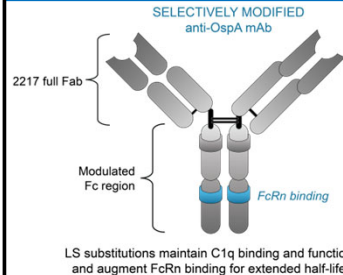 SELECTIVELY MODIFIED
anti-OspA mAb
2217 full Fab
Modulated
Fc region
FcRn binding
LS substitutions maintain C1q binding and function
and augment FcRn binding for extended half-life